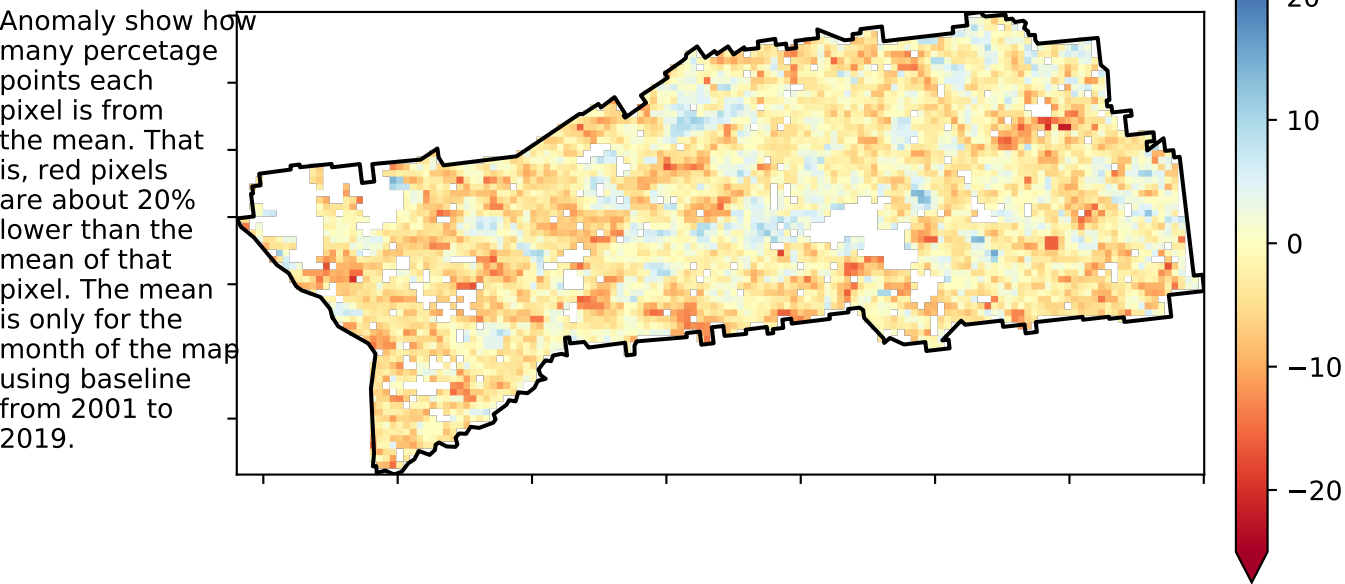 Anomaly show how
many percetage
points each
pixel is from
the mean. That
is, red pixels
are about 20%
lower than the
mean of that
pixel. The mean
is only for the
month of the map
using baseline
from 2001 to
2019.
20
10
0
−10
−20